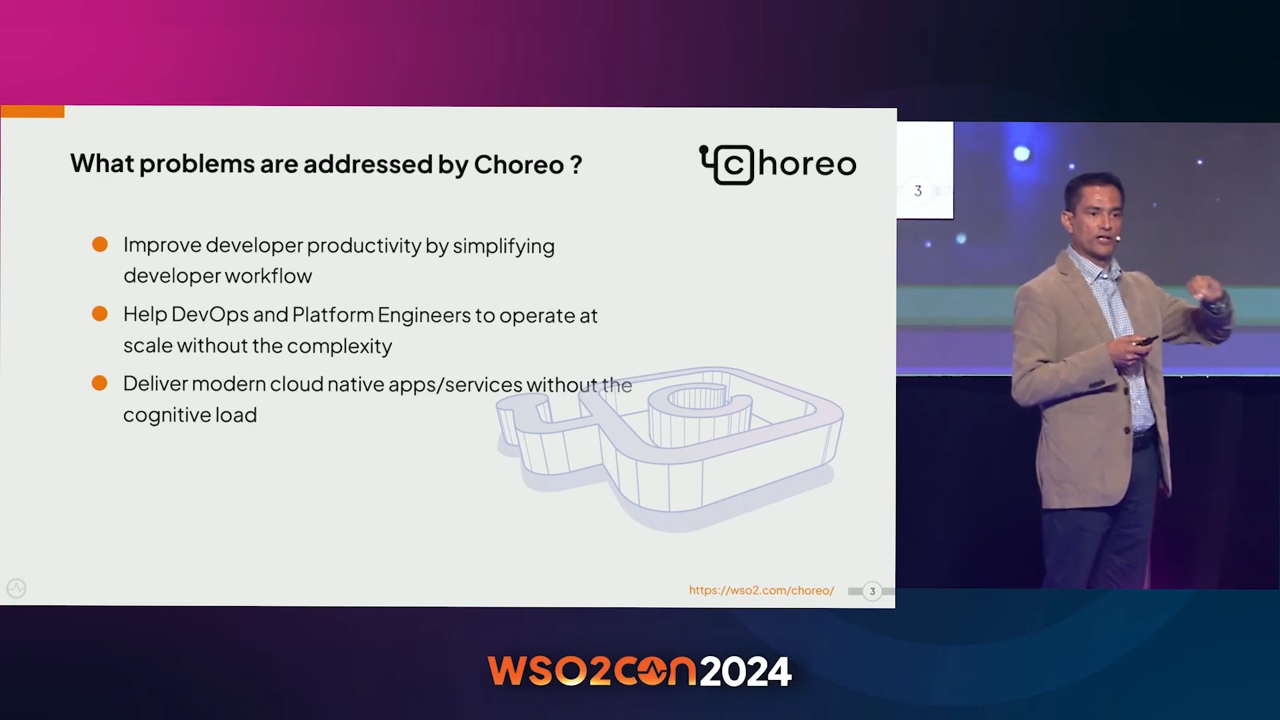 What problems are addressed by Choreo ?
choreo
Improve developer productivity by simplifying
developer workflow
Help DevOps and Platform Engineers to operate at
scale without the complexity
Deliver modern cloud native apps/services without the
cognitive load
https://wso2.com/choreo/
3
3
WSO2CON2024